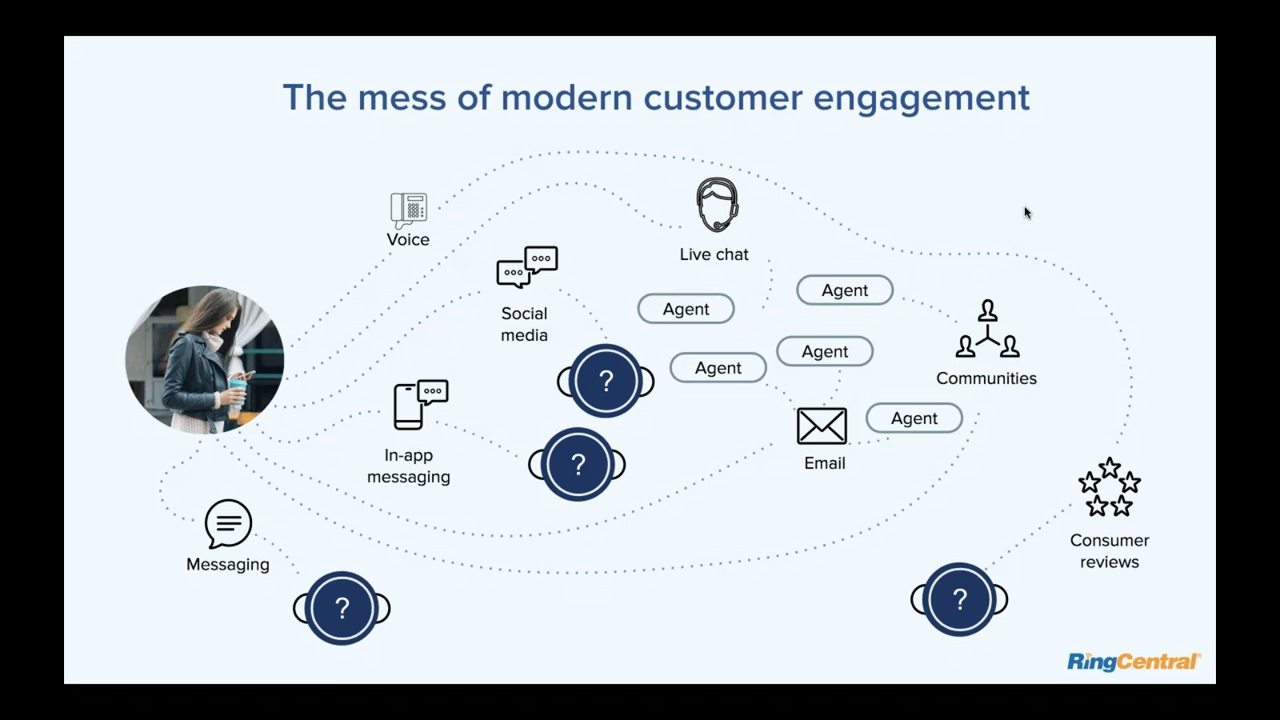 The mess of modern customer engagement
Voice
Live chat
Social
media
Agent
Agent
Agent
Agent
Agent
Communities
In-app
messaging
Email
Messaging
Consumer
reviews
?
?
?
?
RingCentral